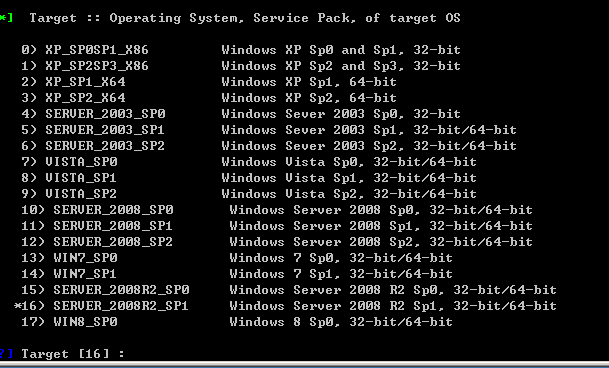 *] Target :: Operating System, Service Pack, of target OS
0) XP_SP0SP1_X86 Windows XP Sp0 and Sp1, 32-bit
1) XP_SP2SP3_X86 Windows XP Sp2 and Sp3, 32-bit
2) XP_SP1_X64 Windows XP Sp1, 64-bit
3) XP_SP2_X64 Windows XP Sp2, 64-bit
4) SERVER_2003_SP0 Windows Sever 2003 Sp0, 32-bit
5) SERVER_2003_SP1 Windows Sever 2003 Sp1, 32-bit/64-bit
6) SERVER_2003_SP2 Windows Sever 2003 Sp2, 32-bit/64-bit
7) VISTA_SP0 Windows Vista Sp0, 32-bit/64-bit
8) VISTA_SP1 Windows Vista Sp1, 32-bit/64-bit
9) VISTA_SP2 Windows Vista Sp2, 32-bit/64-bit
10) SERVER_2008_SP0 Windows Server 2008 Sp0, 32-bit/64-bit
11) SERVER_2008_SP1 Windows Server 2008 Sp1, 32-bit/64-bit
12) SERVER_2008_SP2 Windows Server 2008 Sp2, 32-bit/64-bit
13) WIN7_SP0 Windows 7 Sp0, 32-bit/64-bit
14) WIN7_SP1 Windows 7 Sp1, 32-bit/64-bit
15) SERVER_2008R2_SP0 Windows Server 2008 R2 Sp0, 32-bit/64-bit
*16) SERVER_2008R2_SP1 Windows Server 2008 R2 Sp1, 32-bit/64-bit
17) WIN8_SP0 Windows 8 Sp0, 32-bit/64-bit
?] Target [16] :